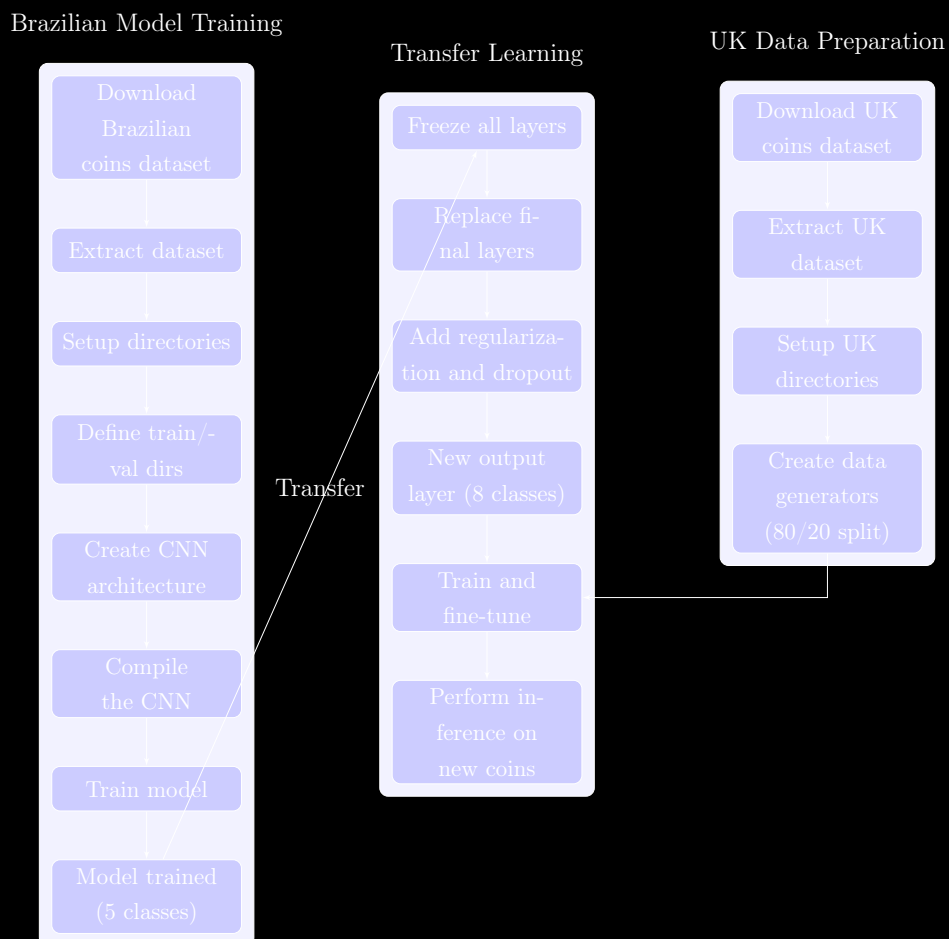 Brazilian Model Training
Download
Brazilian
coins dataset
Extract dataset
Setup directories
Define train/-
val dirs
Create CNN
architecture
Compile
the CNN
Train model
Model trained
(5 classes)
Transfer
Transfer Learning
Freeze all layers
Replace fi-
nal layers
Add regulariza-
tion and dropout
New output
layer (8 classes)
Train and
fine-tune
Perform in-
ference on
new coins
UK Data Preparation
Download UK
coins dataset
Extract UK
dataset
Setup UK
directories
Create data
generators
(80/20 split)